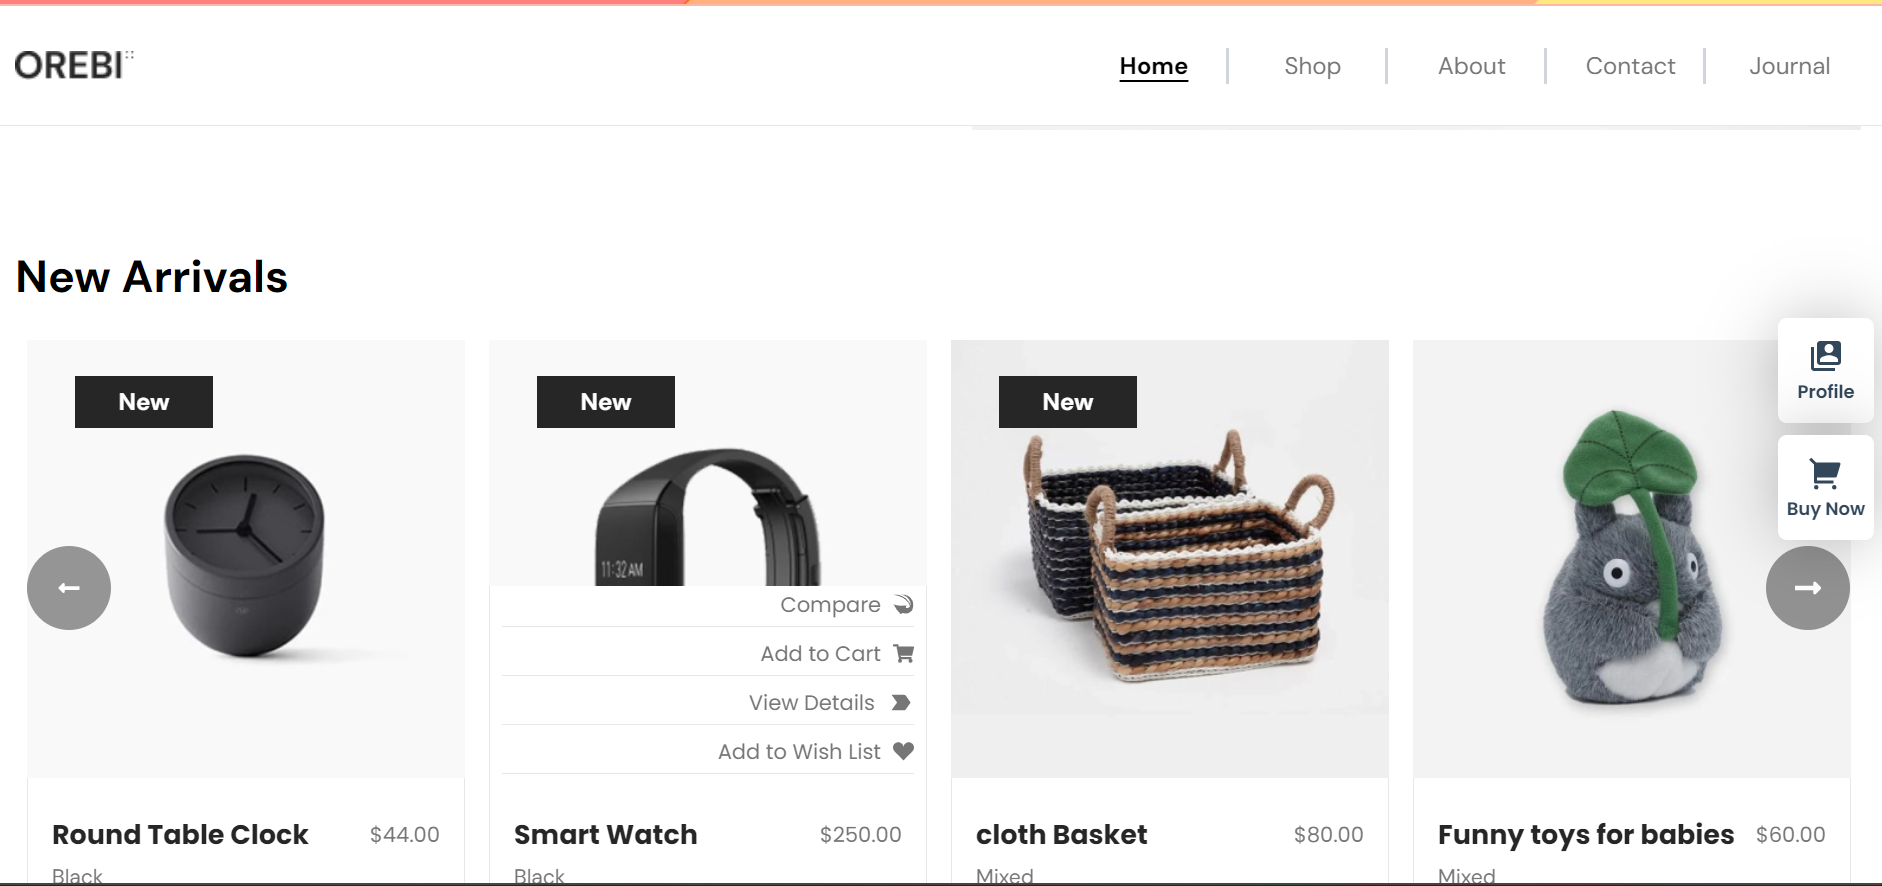 OREBI
Home
Shop
About
Contact
Journal
New Arrivals
New
New
New
Profile
Buy Now
11:32 AM
Compare
Add to Cart
View Details
Add to Wish List
Round Table Clock
$44.00
Smart Watch
$250.00
cloth Basket
$80.00
Funny toys for babies
$60.00
Black
Black
Mixed
Mixed